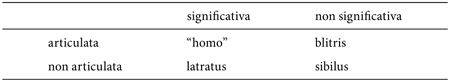 significativa non significativa
articulata “homo” blitris
non articulata latratus sibilus